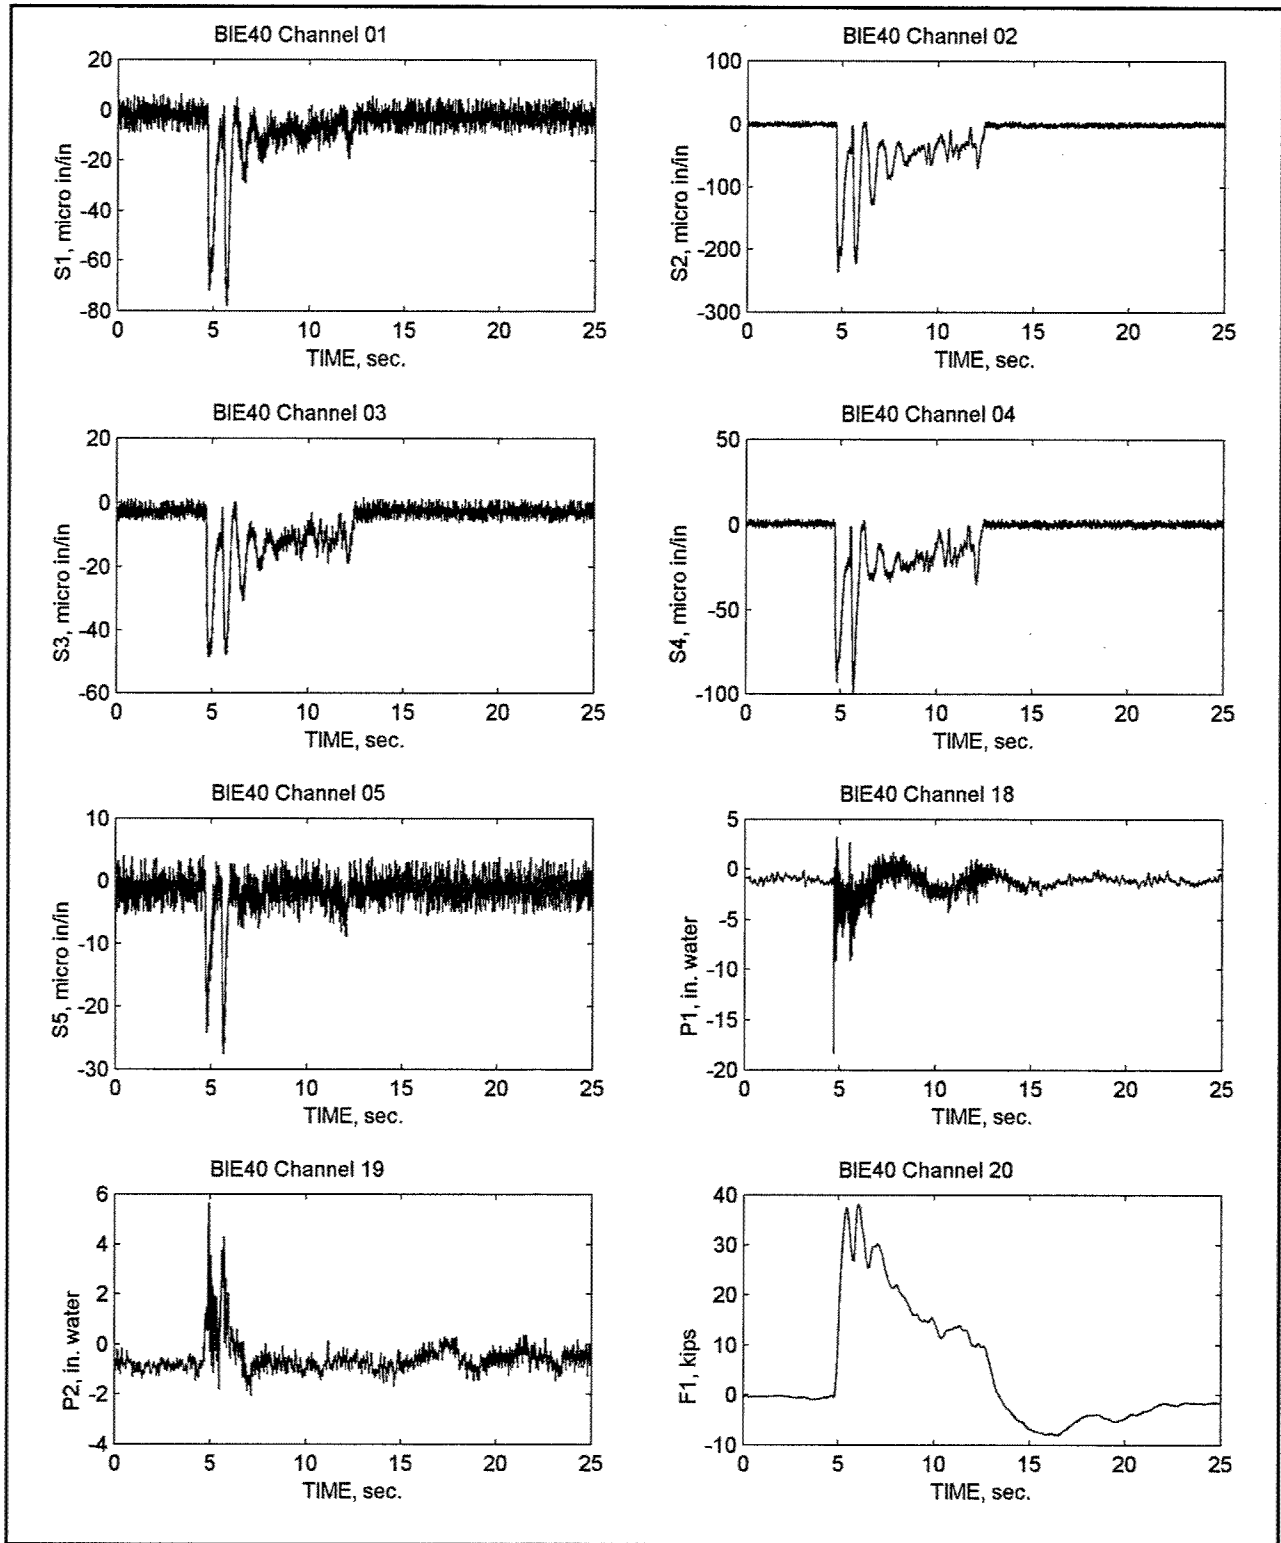 BIE40 Channel 01
20
0
-20
-40
-60
-80
S1, micro in/in
0 5 10 15 20 25
TIME, sec.
BIE40 Channel 02
100
0
-100
-200
-300
S2, micro in/in
0 5 10 15 20 25
TIME, sec.
BIE40 Channel 03
20
0
-20
-40
-60
S3, micro in/in
0 5 10 15 20 25
TIME, sec.
BIE40 Channel 04
50
0
-50
-100
S4, micro in/in
0 5 10 15 20 25
TIME, sec.
BIE40 Channel 05
10
0
-10
-20
-30
S5, micro in/in
0 5 10 15 20 25
TIME, sec.
BIE40 Channel 18
5
0
-5
-10
-15
-20
P1, in. water
0 5 10 15 20 25
TIME, sec.
BIE40 Channel 19
6
4
2
0
-2
-4
P2, in. water
0 5 10 15 20 25
TIME, sec.
BIE40 Channel 20
40
30
20
10
0
-10
F1, kips
0 5 10 15 20 25
TIME, sec.